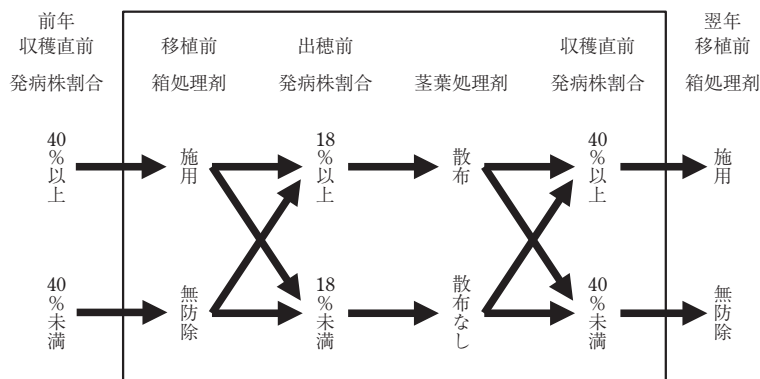 前年
収穫直前
発病株割合
移植前
箱処理剤
出穂前
発病株割合
茎葉処理剤
収穫直前
発病株割合
翌年
移植前
箱処理剤
40%以上
施用
18%以上
散布
40%以上
施用
40%未満
無防除
18%未満
散布なし
40%未満
無防除